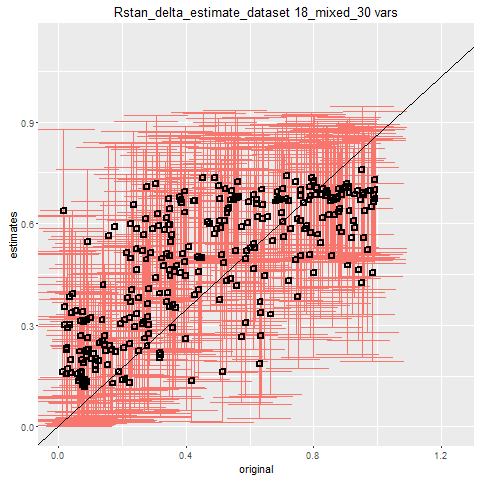 Rstan_delta_estimate_dataset 18_mixed_30 vars
estimates
0.9
0.6
0.3
0.0
0.0 0.4 0.8 1.2
original